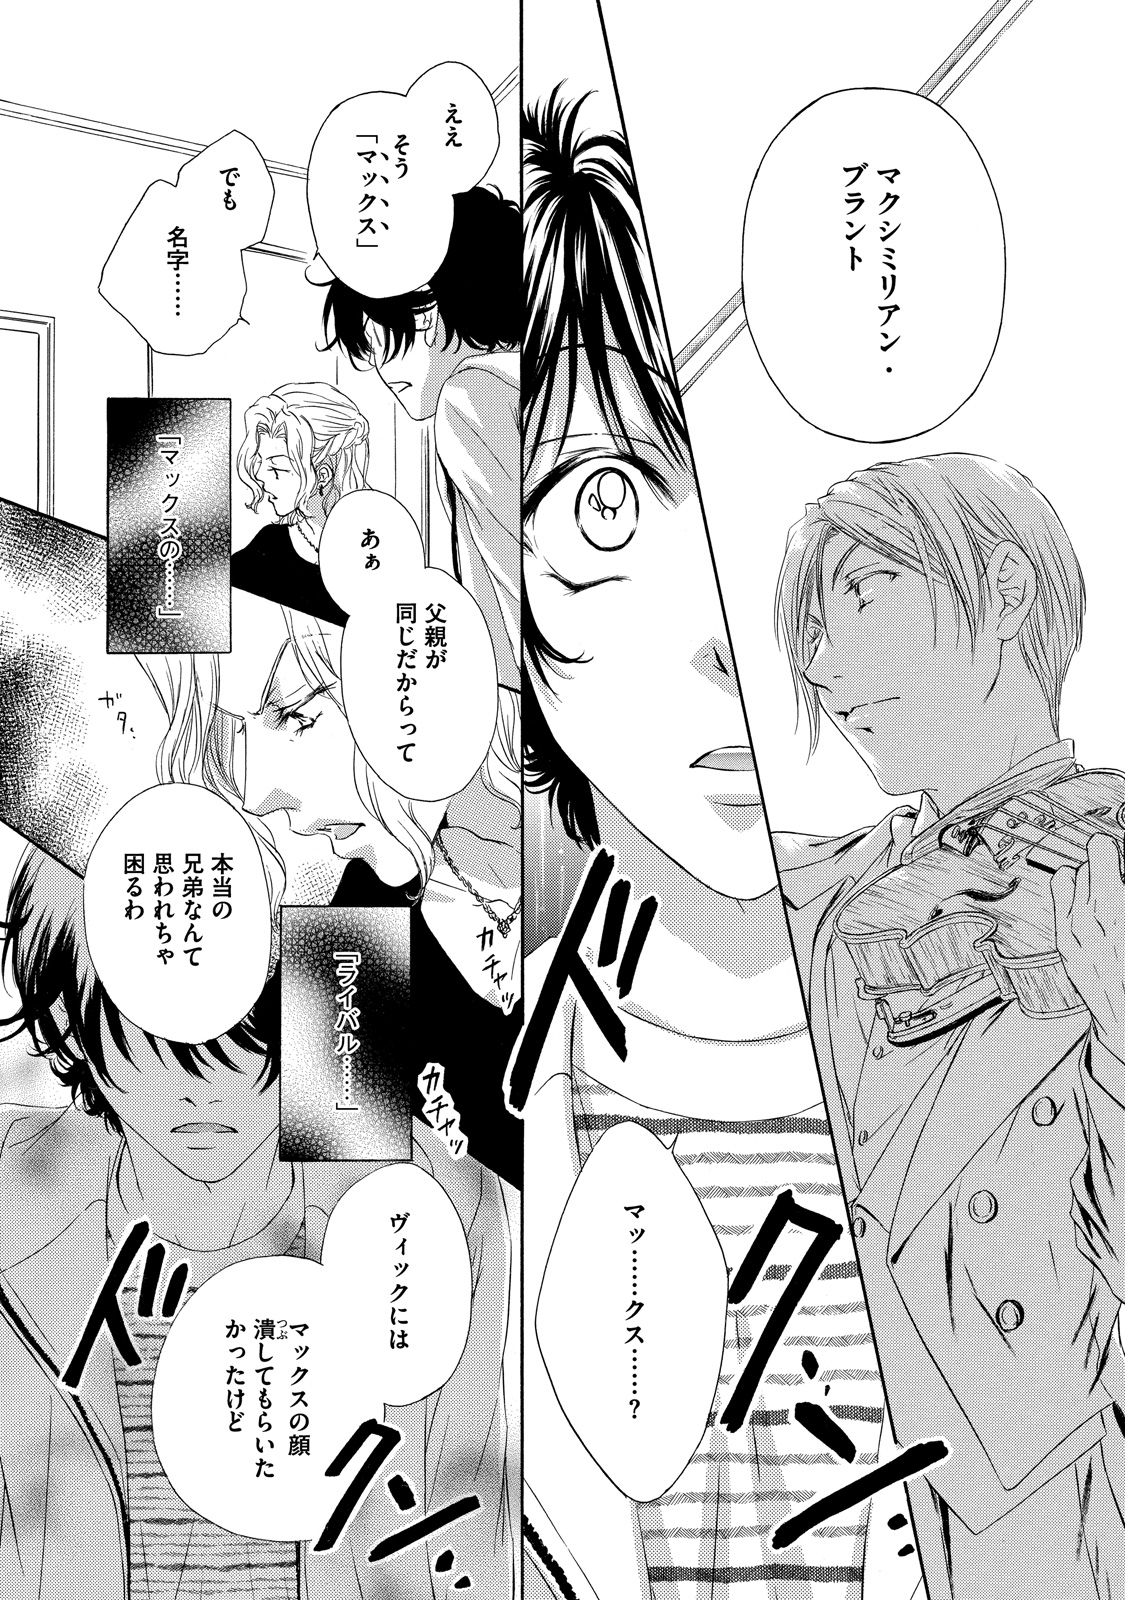 マクシミリアン・
ブラント
ドクン
マッ……クス……？
ええ
そう
「マックス」
でも
名字……
「マックスの……」
あぁ
父親が
同じだからって
ガタ、
本当の
兄弟なんて
思われちゃ
困るわ
カチャッ
カチャッ
「ライバル……」
ヴィックには
マックスの顔
潰してもらいた
つぶ
かったけど
ドクン